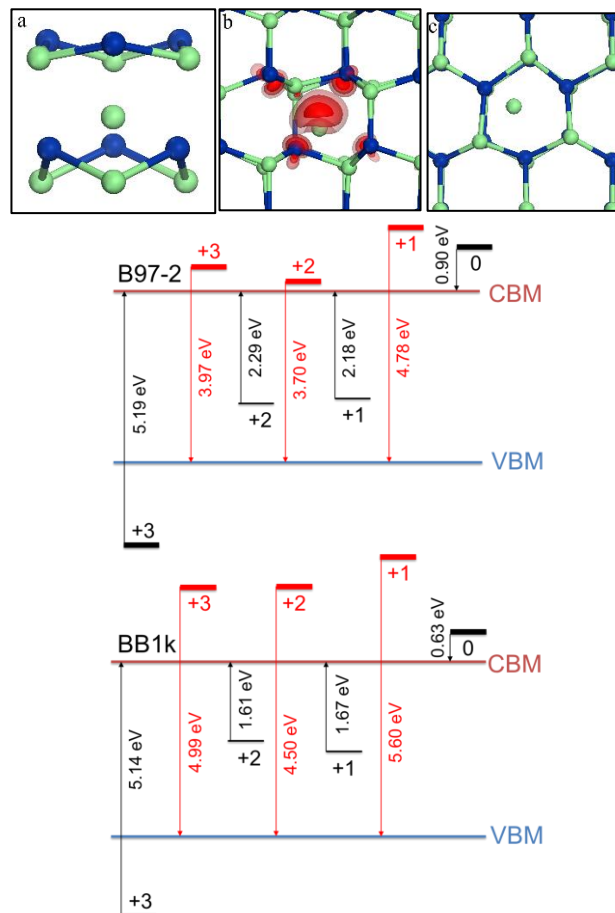 a
b
c
B97-2
+3
+2
+1
0
0.90 eV
CBM
5.19 eV
3.97 eV
2.29 eV
3.70 eV
2.18 eV
4.78 eV
+2
+1
VBM
+3
BB1k
+3
+2
+1
0
0.63 eV
CBM
5.14 eV
4.99 eV
1.61 eV
4.50 eV
1.67 eV
5.60 eV
+2
+1
VBM
+3